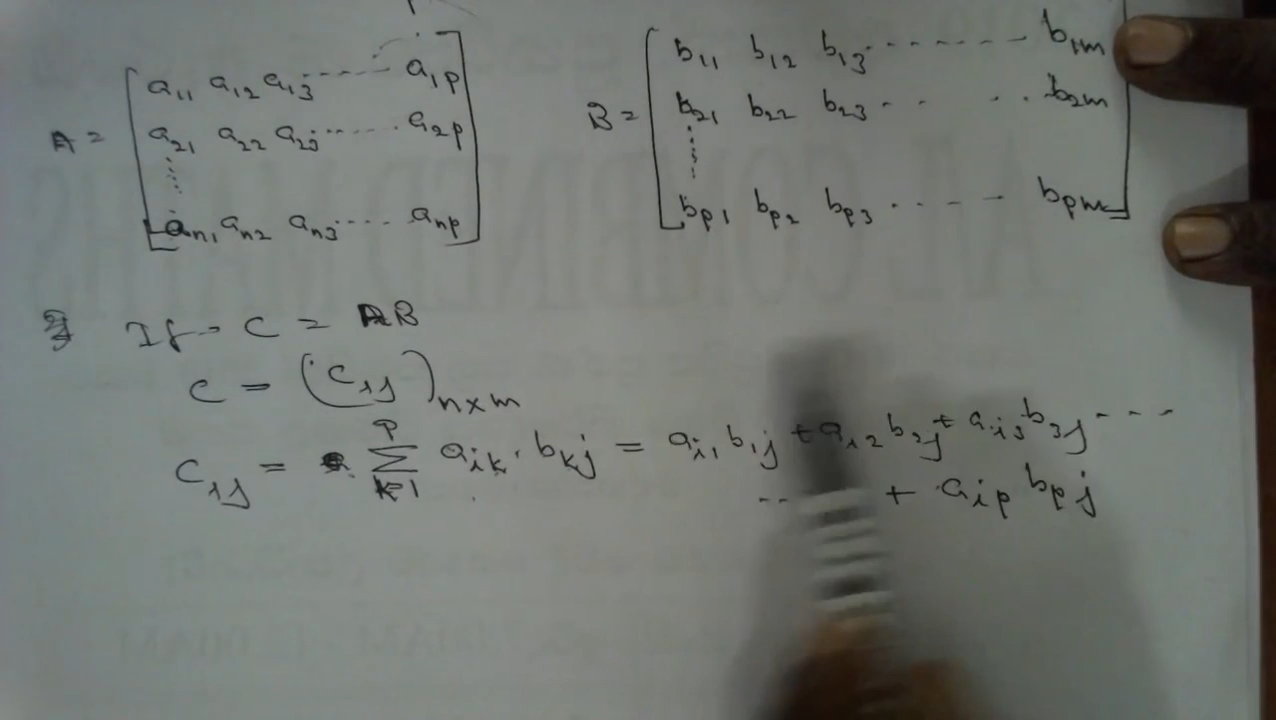 A = [ a11 a12 a13 ------ a1p ]
[ a21 a22 a23 ...... a2p ]
[ an1 an2 an3 ...... anp ]
B = [ b11 b12 b13 ------ b1m ]
[ b21 b22 b23 - - . . b2m ]
[ bp1 bp2 bp3 ------ bpm ]
If C = AB
C = (cij)n×m
cij = Σ p k=1 aik · bkj = ai1 b1j + ai2 b2j + ai3 b3j ---
-- + aip bpj